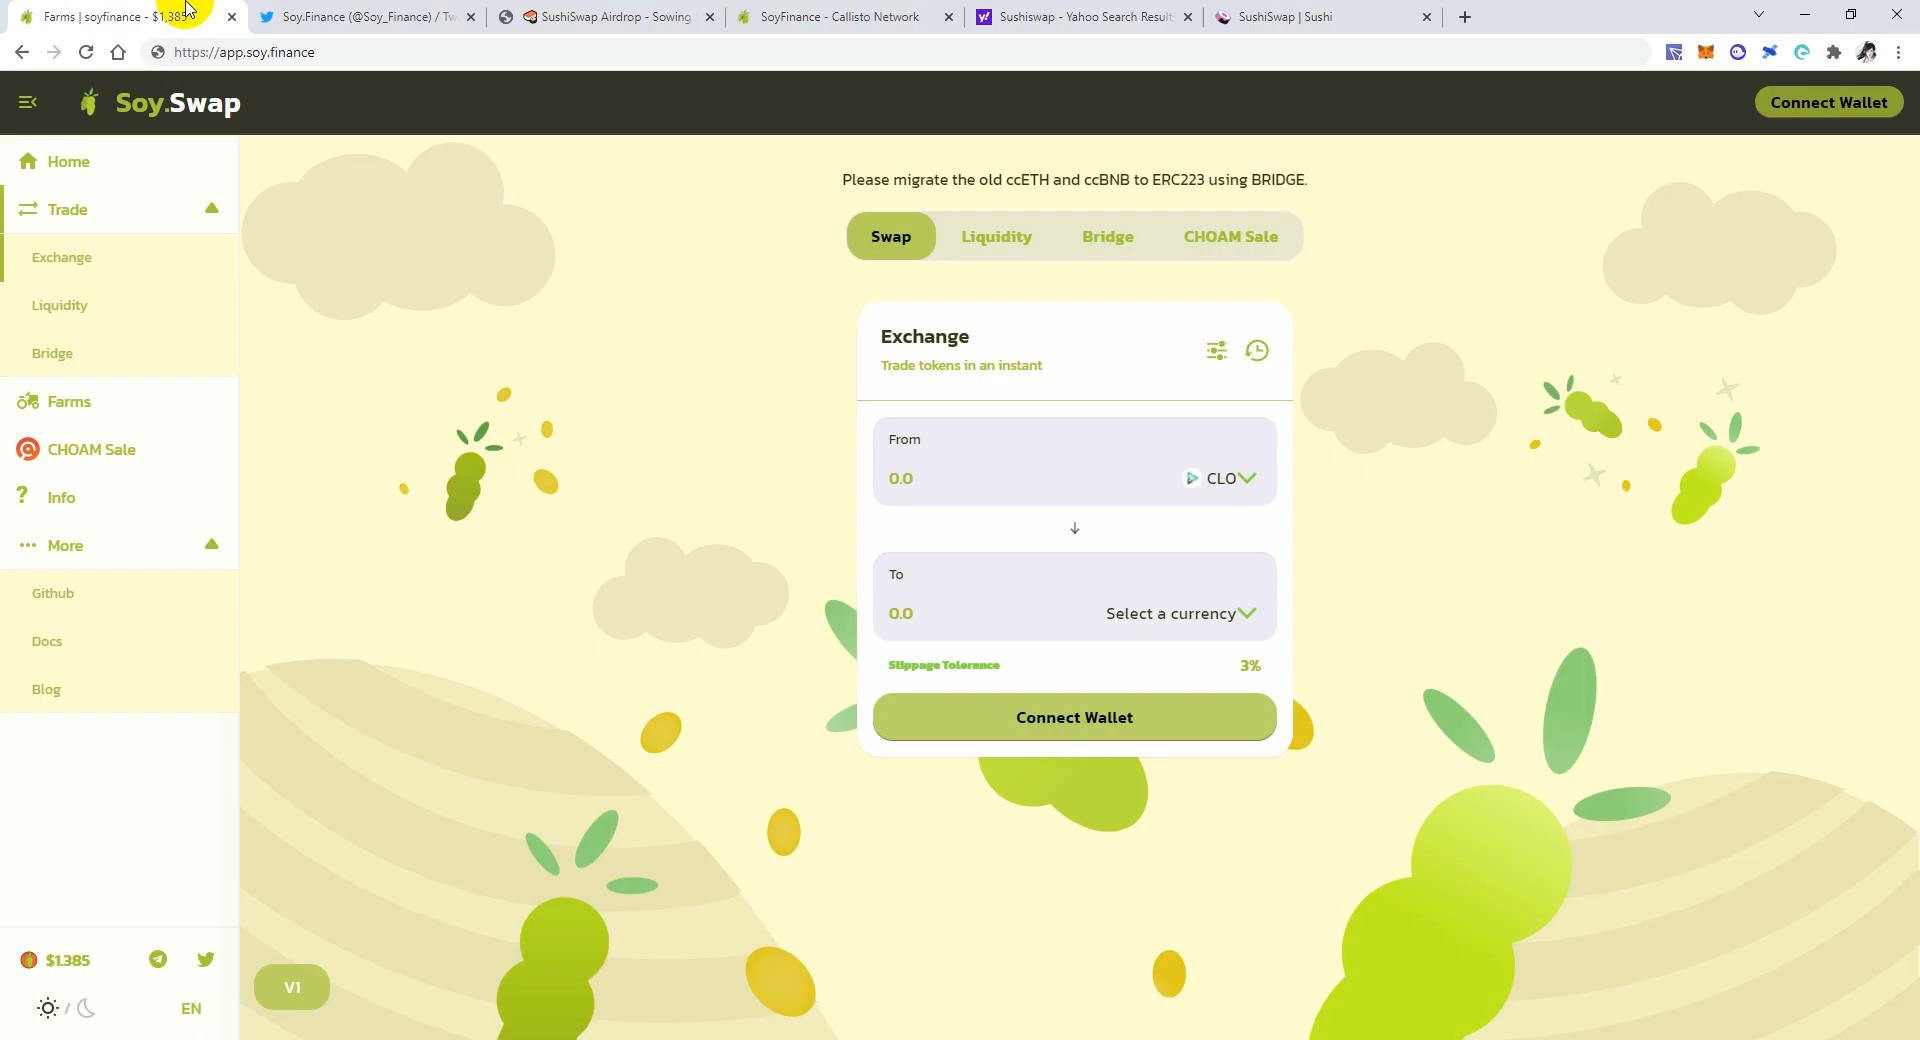 Farms | soyfinance - $1,385
Soy.Finance (@Soy_Finance) / Tw
SushiSwap Airdrop - Sowing
SoyFinance - Callisto Network
Sushiswap - Yahoo Search Result
SushiSwap | Sushi
https://app.soy.finance
Soy.Swap
Connect Wallet
Home
Trade
Exchange
Liquidity
Bridge
Farms
CHOAM Sale
Info
More
Github
Docs
Blog
$1.385
EN
V1
Please migrate the old ccETH and ccBNB to ERC223 using BRIDGE.
Swap
Liquidity
Bridge
CHOAM Sale
Exchange
Trade tokens in an instant
From
0.0
CLO
To
0.0
Select a currency
Slippage Tolerance
3%
Connect Wallet